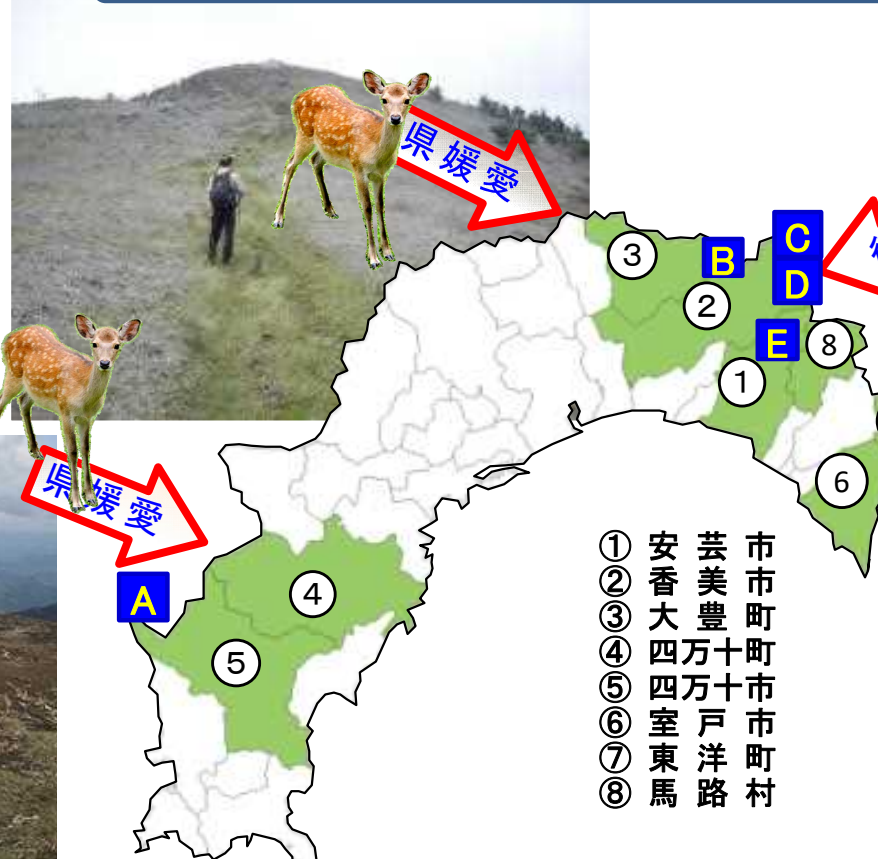 県媛愛
③
B
C
②
D
E
⑧
①
県媛愛
⑥
A
④
⑤
① 安芸市
② 香美市
③ 大豊町
④ 四万十町
⑤ 四万十市
⑥ 室戸市
⑦ 東洋町
⑧ 馬路村